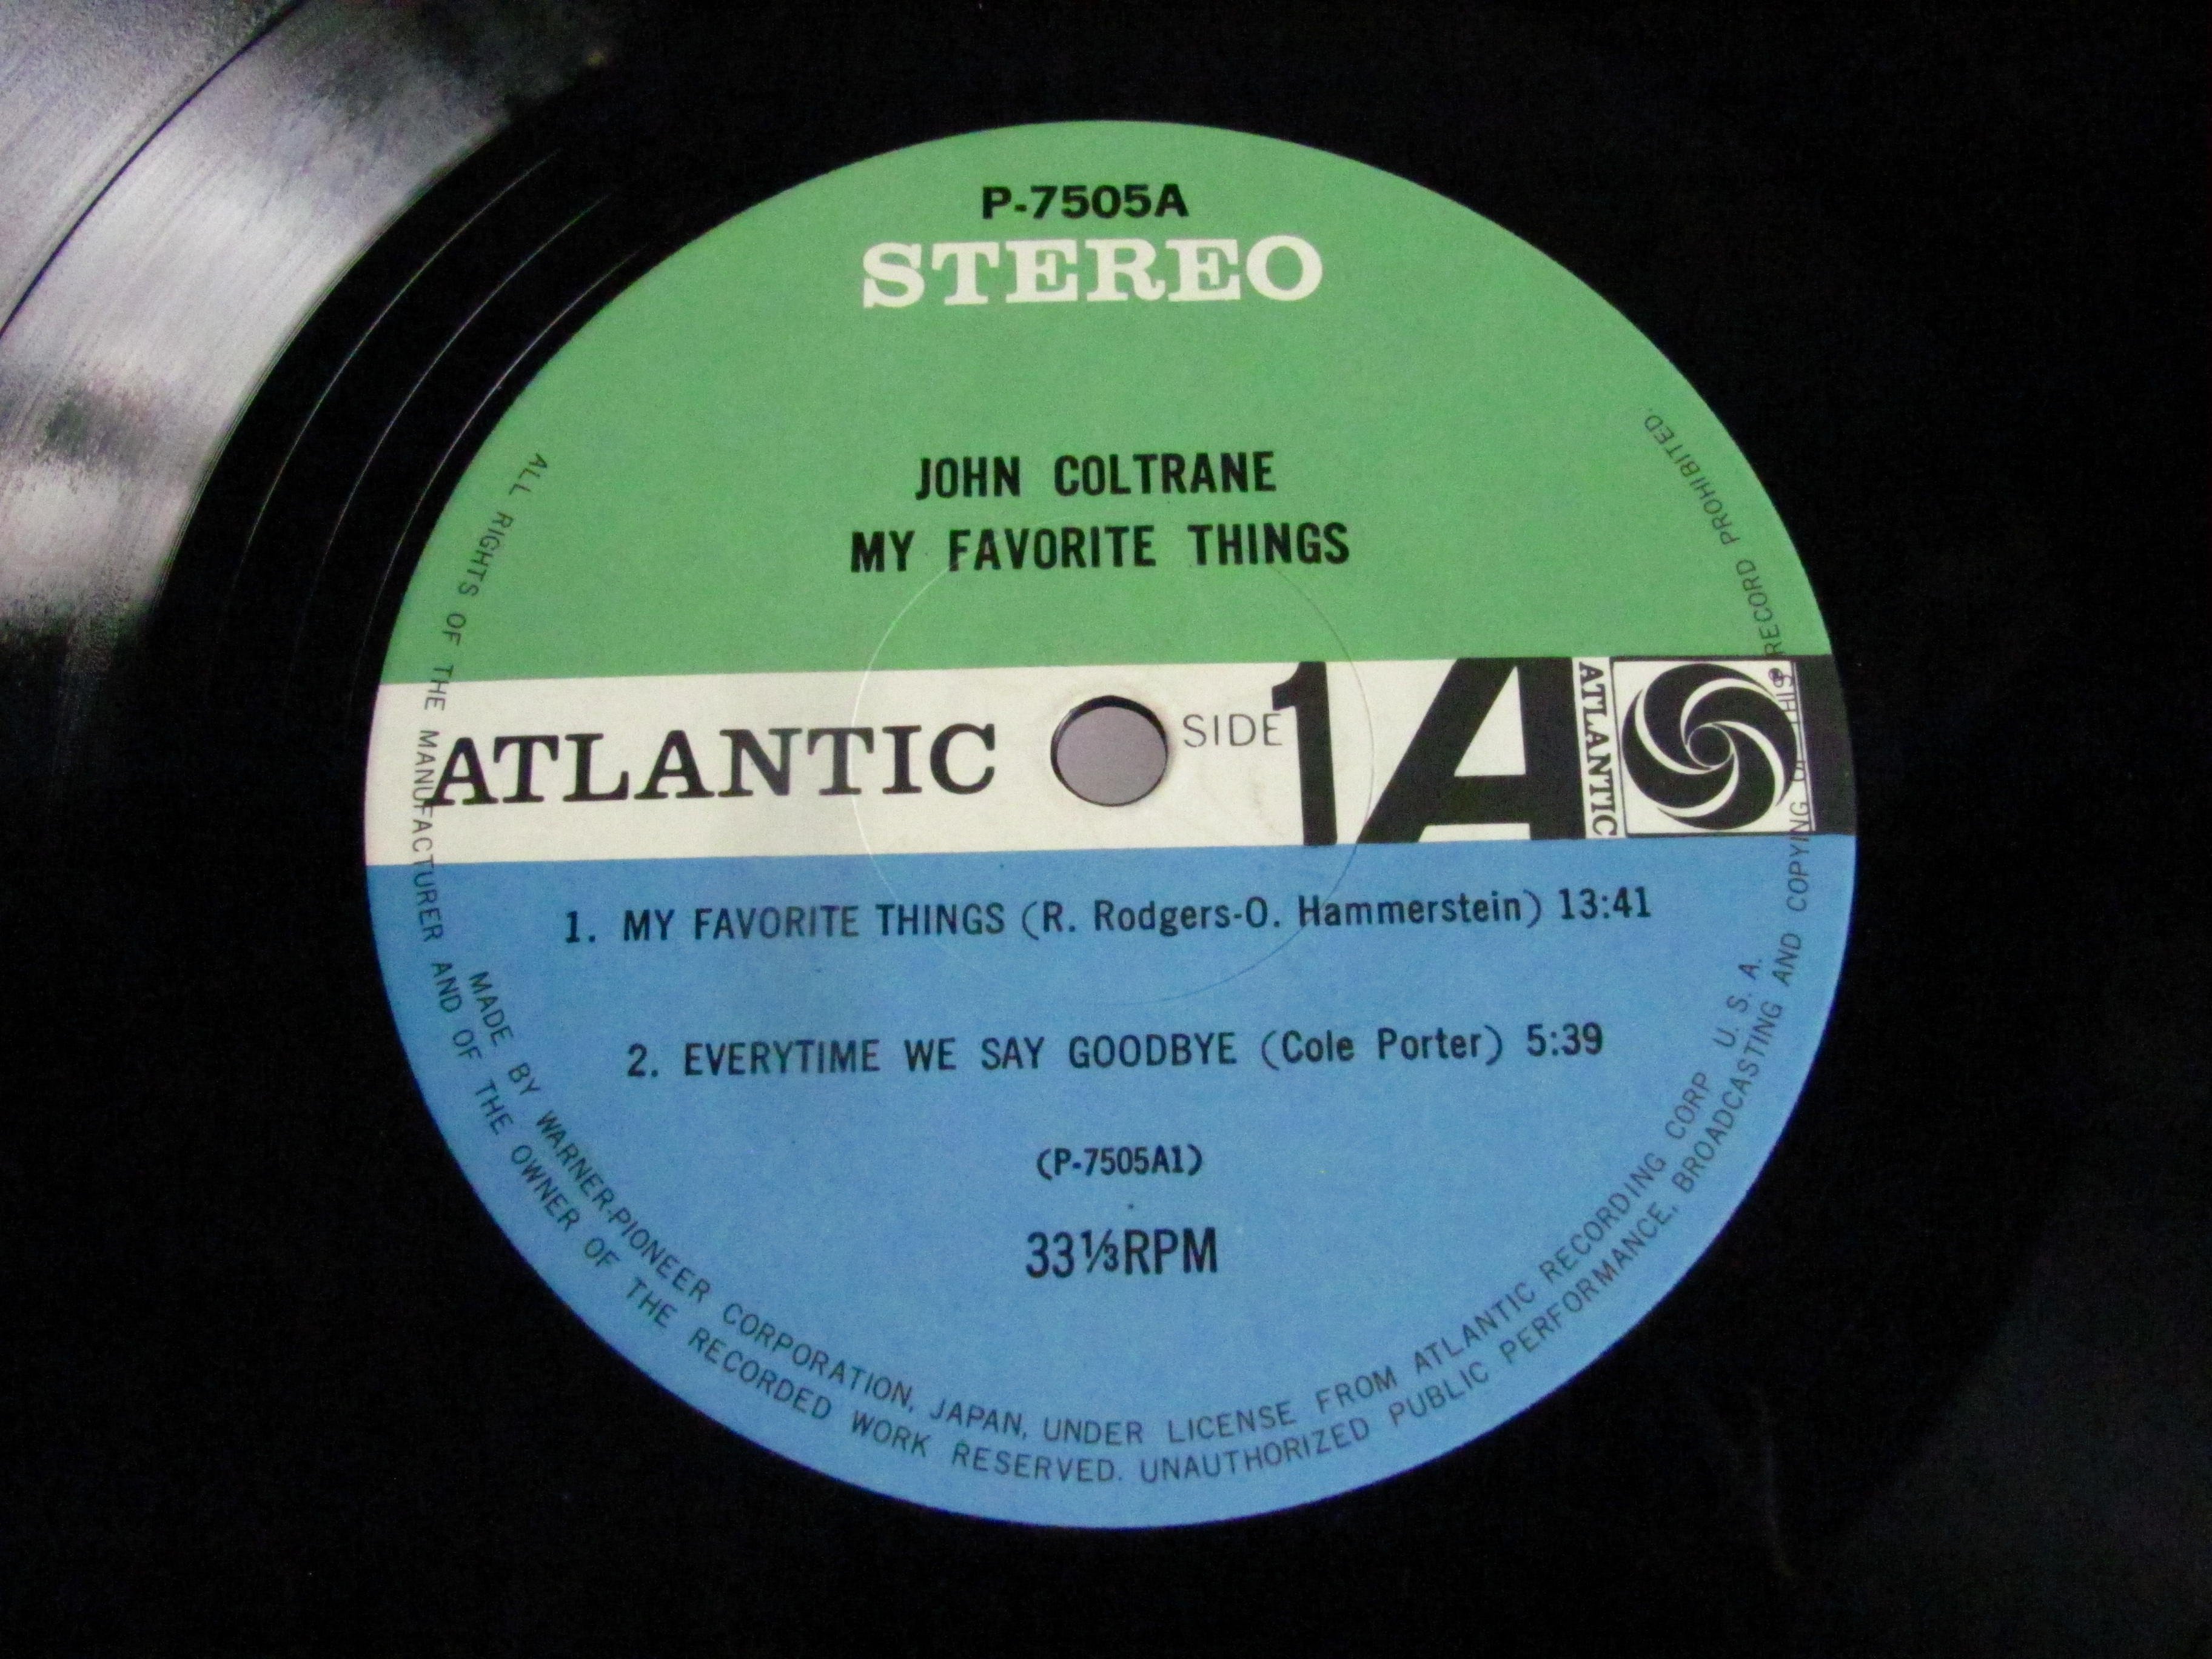 P-7505A
STEREO
JOHN COLTRANE
MY FAVORITE THINGS
ATLANTIC SIDE 1 A ATLANTIC ®
1. MY FAVORITE THINGS (R. Rodgers-O. Hammerstein) 13:41
2. EVERYTIME WE SAY GOODBYE (Cole Porter) 5:39
(P-7505A1)
33⅓RPM
MADE BY WARNER-PIONEER CORPORATION, JAPAN, UNDER LICENSE FROM ATLANTIC RECORDING CORP U. S. A.
ALL RIGHTS OF THE MANUFACTURER AND OF THE OWNER OF THE RECORDED WORK RESERVED. UNAUTHORIZED PUBLIC PERFORMANCE, BROADCASTING AND COPYING OF THIS RECORD PROHIBITED.